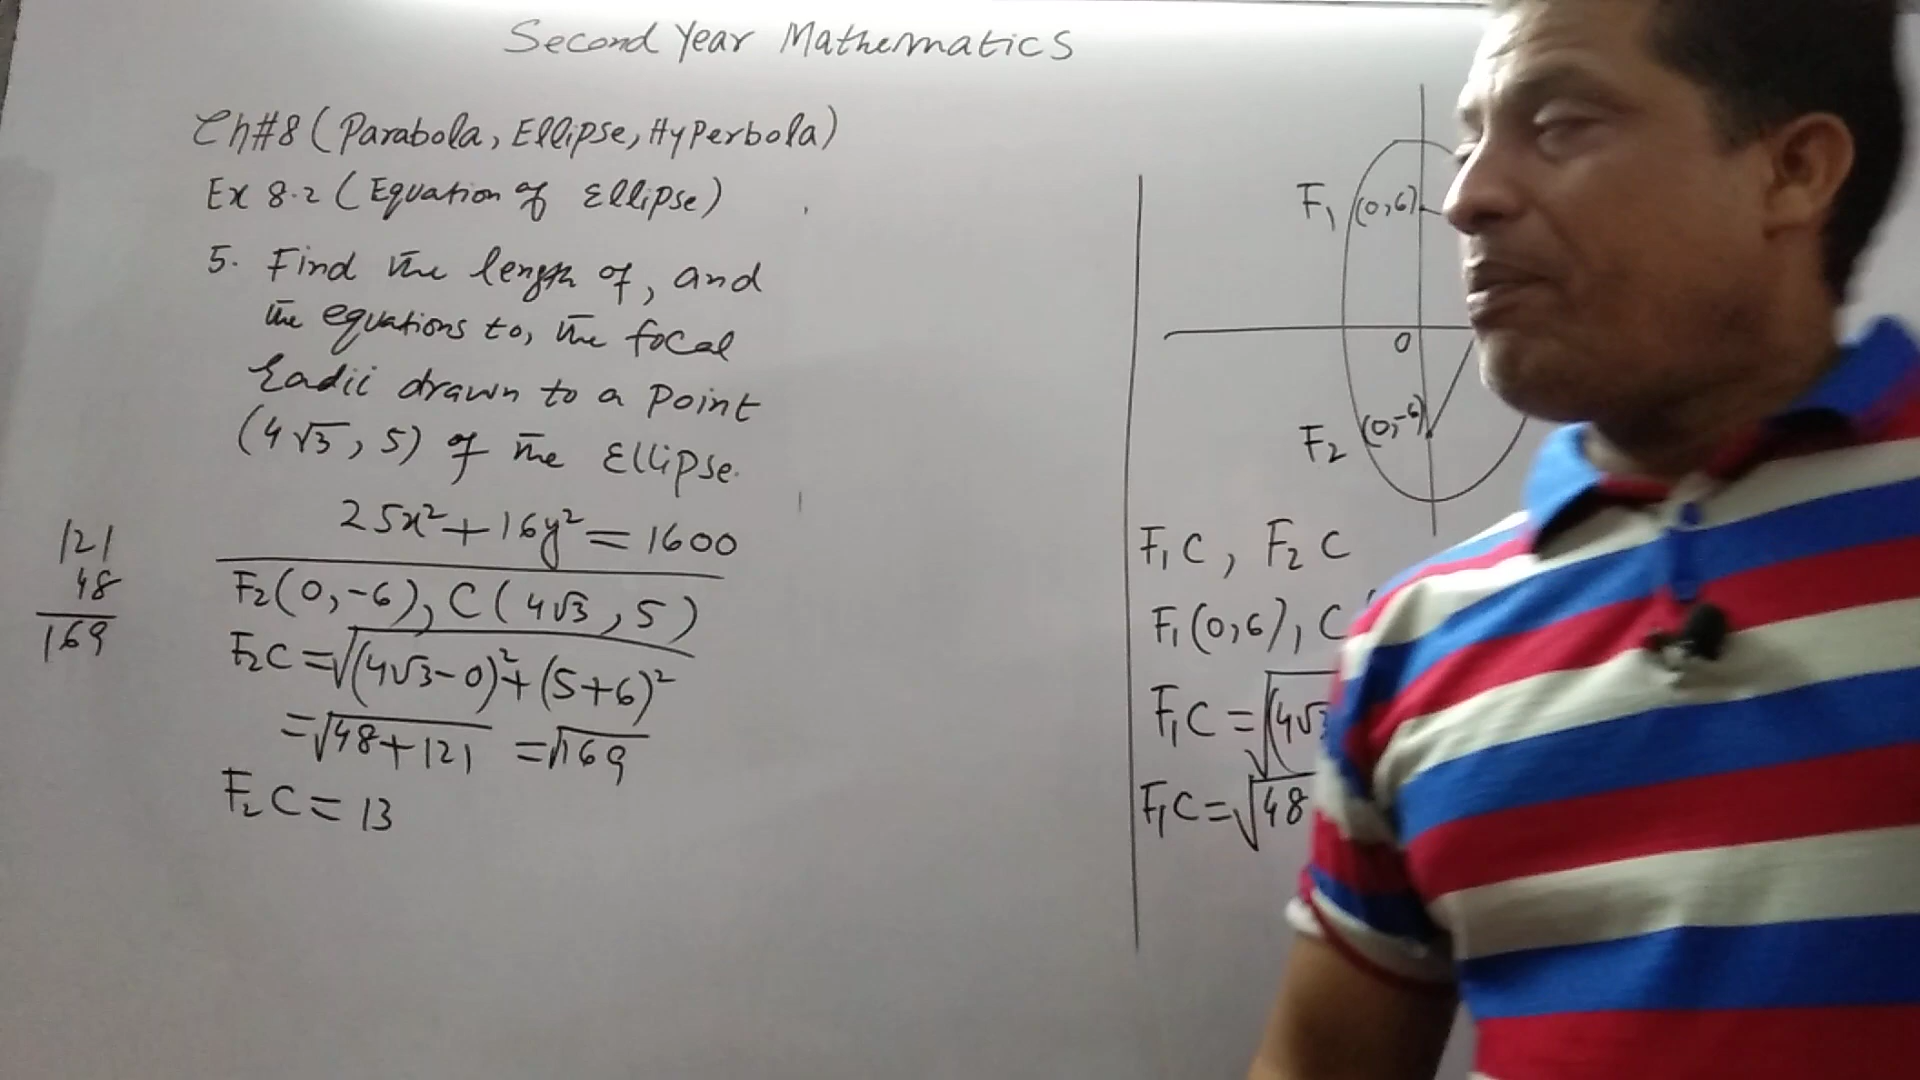 Second Year Mathematics
Ch#8 (Parabola, Ellipse, Hyperbola)
Ex 8.2 (Equation of Ellipse)
5. Find the length of, and
the equations to, the focal
radii drawn to a point
(4√3, 5) of the Ellipse.
25x²+16y²=1600
121
48
169
F₂(0,-6), C(4√3, 5)
F₂C=√(4√3-0)²+(5+6)²
=√48+121 =√169
F₂C=13
F₁ (0,6)
0
F₂ (0,-6)
F₁C, F₂C
F₁(0,6), C
F₁C=√(4√3
F₁C=√48